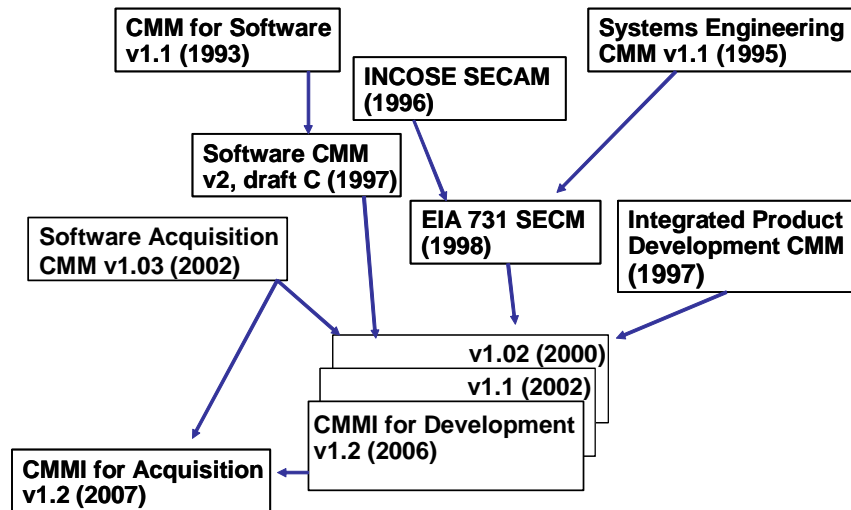 CMM for Software
v1.1 (1993)
Systems Engineering
CMM v1.1 (1995)
INCOSE SECAM
(1996)
Software CMM
v2, draft C (1997)
EIA 731 SECM
(1998)
Integrated Product
Development CMM
(1997)
Software Acquisition
CMM v1.03 (2002)
v1.02 (2000)
v1.1 (2002)
CMMI for Development
v1.2 (2006)
CMMI for Acquisition
v1.2 (2007)